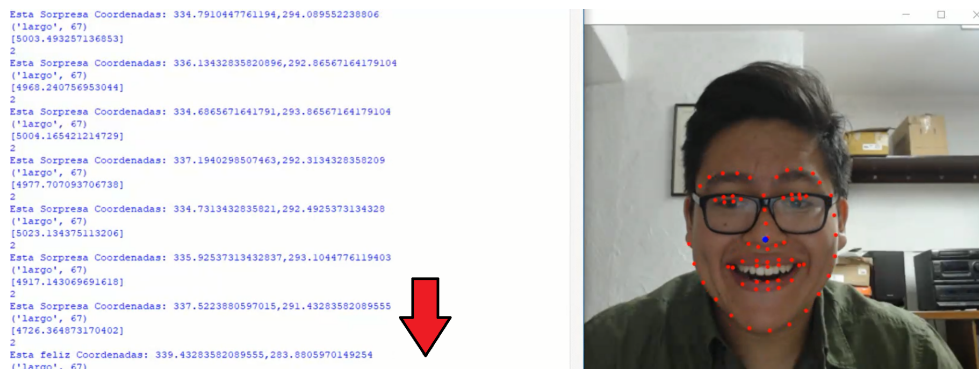 Esta Sorpresa Coordenadas: 334.7910447761194,294.089552238806
('largo', 67)
[5003.493257136853]
2
Esta Sorpresa Coordenadas: 336.13432835820896,292.86567164179104
('largo', 67)
[4968.240756953044]
2
Esta Sorpresa Coordenadas: 334.6865671641791,293.86567164179104
('largo', 67)
[5004.165421214729]
2
Esta Sorpresa Coordenadas: 337.1940298507463,292.3134328358209
('largo', 67)
[4977.707093706738]
2
Esta Sorpresa Coordenadas: 334.7313432835821,292.4925373134328
('largo', 67)
[5023.134375113206]
2
Esta Sorpresa Coordenadas: 335.92537313432837,293.1044776119403
('largo', 67)
[4917.143069691618]
2
Esta Sorpresa Coordenadas: 337.5223880597015,291.43283582089555
('largo', 67)
[4726.364873170402]
2
Esta feliz Coordenadas: 339.43283582089555,283.8805970149254
('largo', 67)